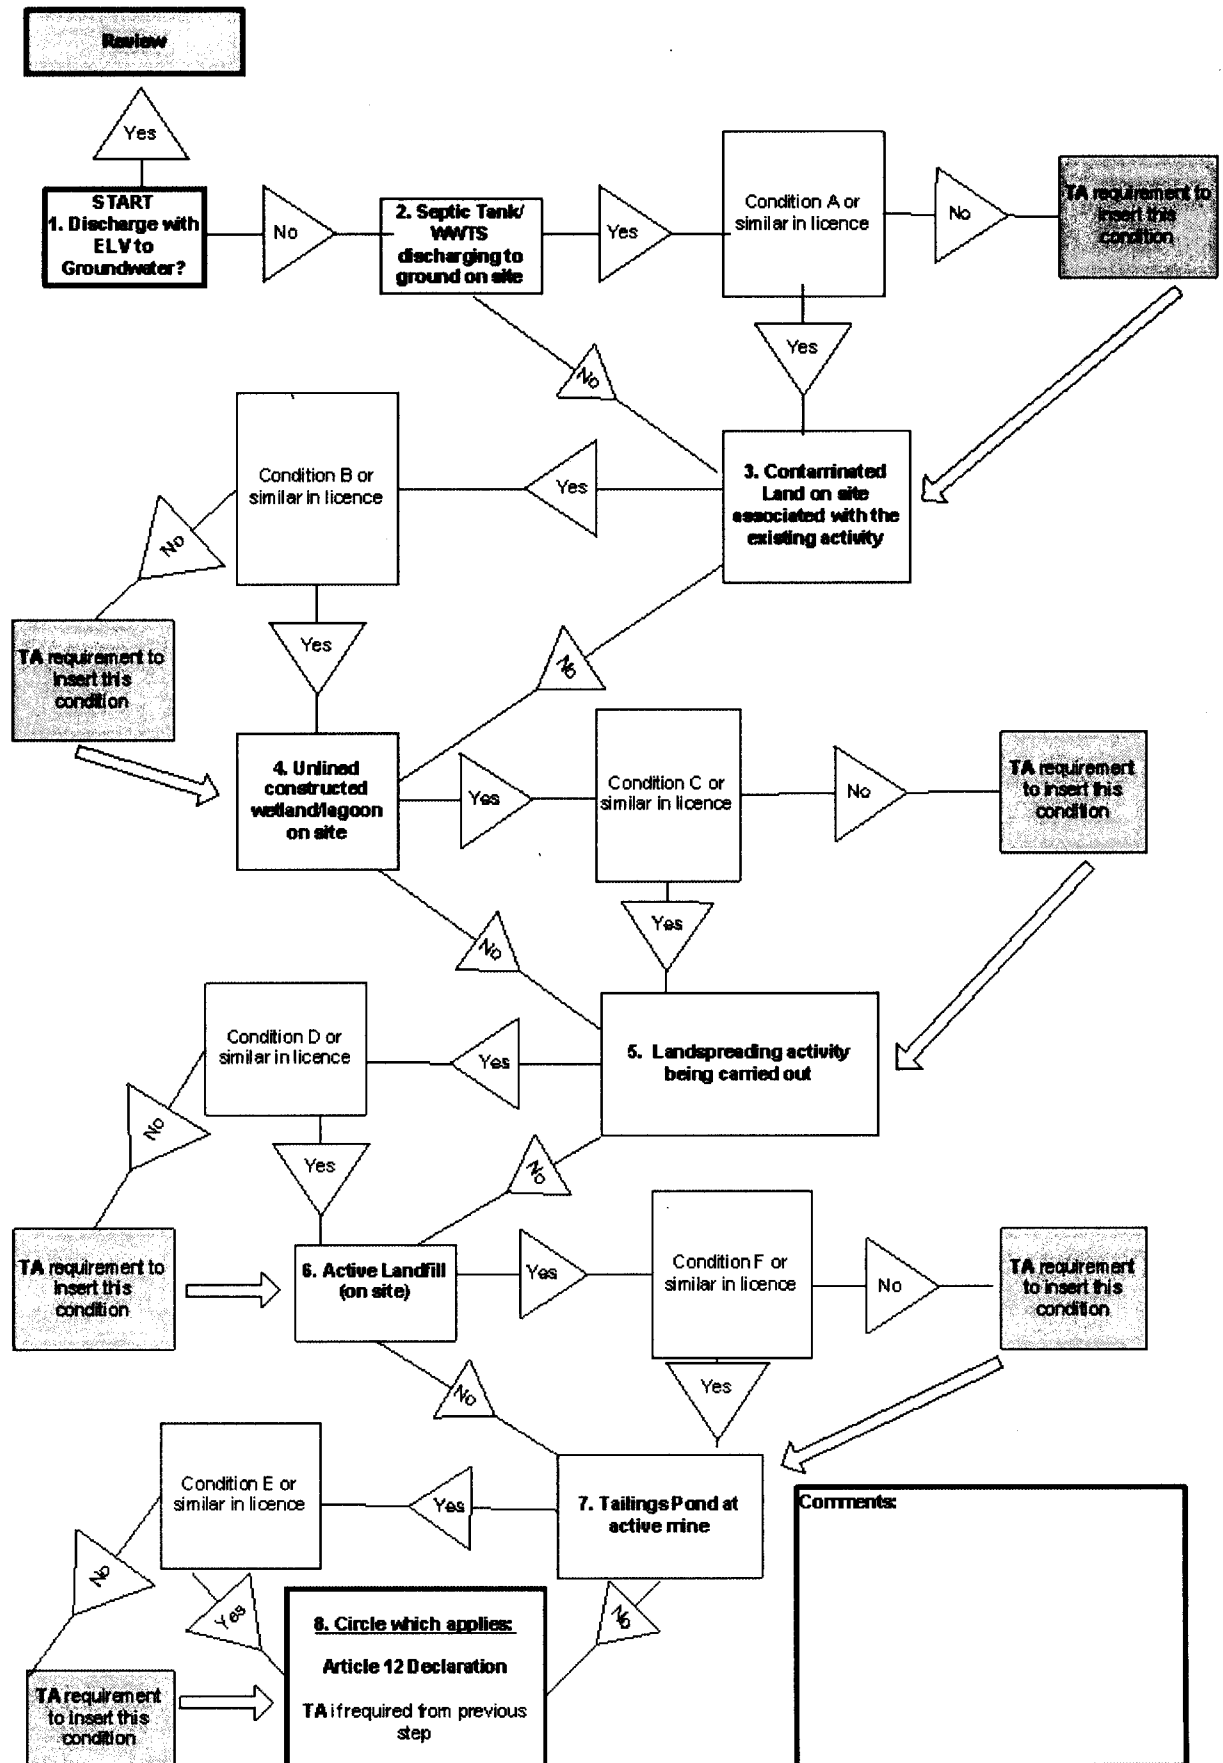 Review
Yes
START
1. Discharge with
ELV to
Groundwater?
No
2. Septic Tank/
WWTS
discharging to
ground on site
Yes
Condition A or
similar in licence
No
TA requirement to
insert this
condition
Yes
No
3. Contaminated
Land on site
associated with the
existing activity
Yes
Condition B or
similar in licence
No
TA requirement to
insert this
condition
Yes
No
4. Unlined
constructed
wetland/lagoon
on site
Yes
Condition C or
similar in licence
No
TA requirement
to insert this
condition
Yes
No
5. Landspreading activity
being carried out
Yes
Condition D or
similar in licence
No
TA requirement to
insert this
condition
Yes
No
6. Active Landfill
(on site)
Yes
Condition F or
similar in licence
No
TA requirement
to insert this
condition
Yes
No
7. Tailings Pond at
active mine
Yes
Condition E or
similar in licence
No
TA requirement
to insert this
condition
Yes
No
8. Circle which applies:
Article 12 Declaration
TA if required from previous
step
Comments: